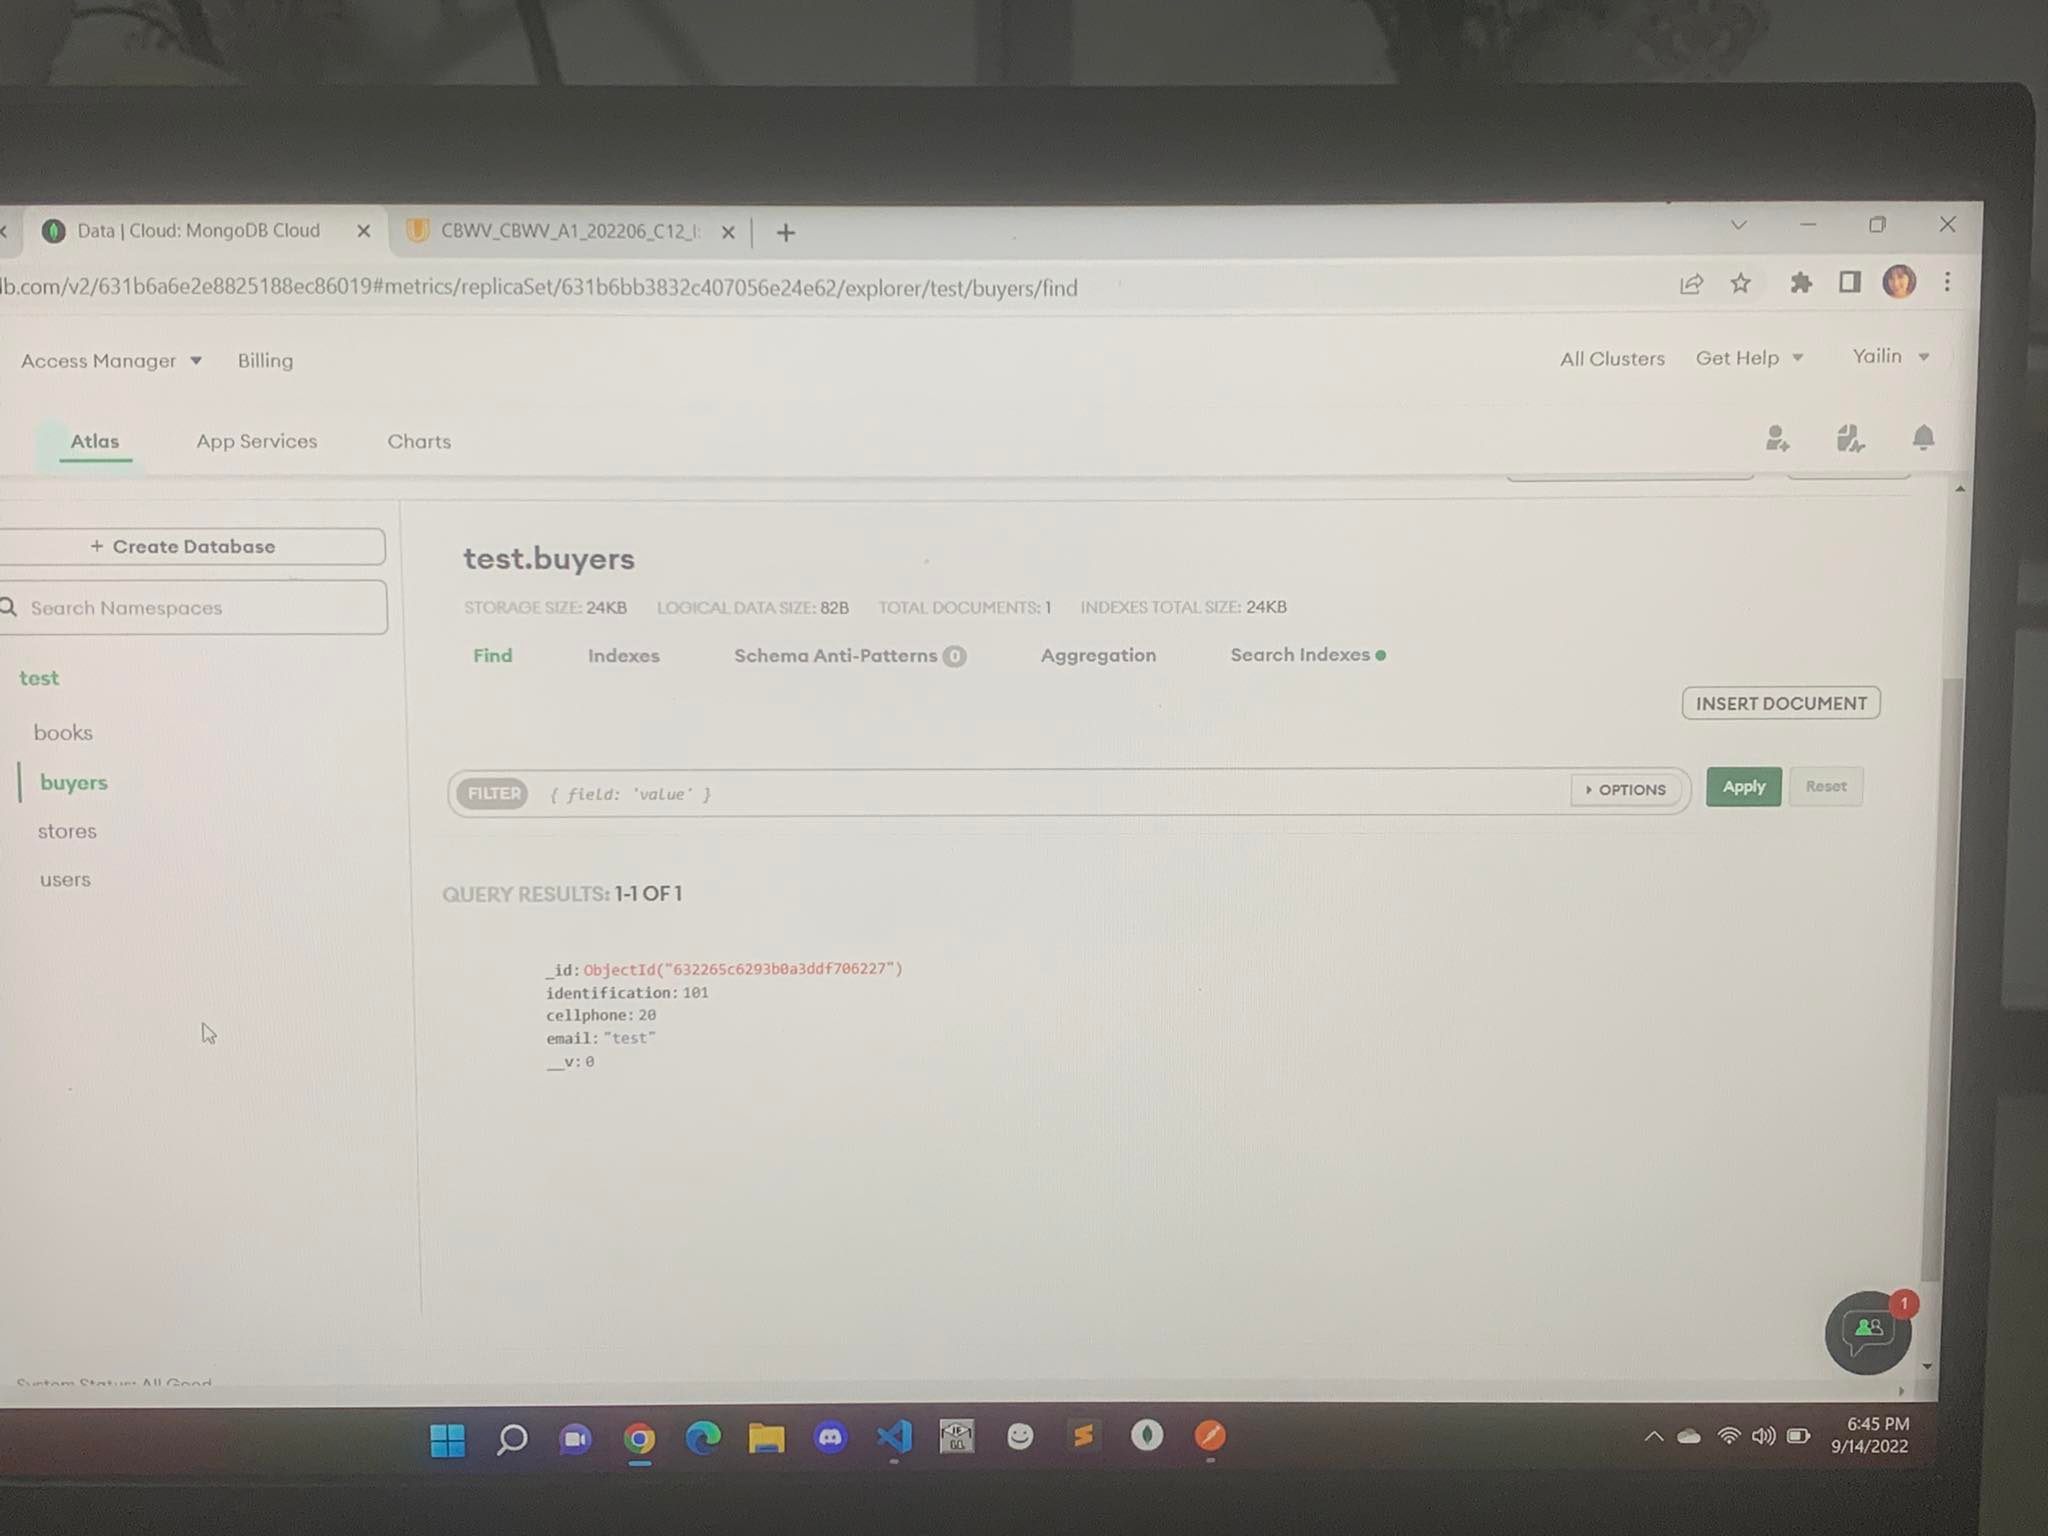 Data | Cloud: MongoDB Cloud
CBWV_CBWV_A1_202206_C12_I
lb.com/v2/631b6a6e2e8825188ec86019#metrics/replicaSet/631b6bb3832c407056e24e62/explorer/test/buyers/find
Access Manager Billing All Clusters Get Help Yailin
Atlas App Services Charts
+ Create Database
Search Namespaces
test
books
buyers
stores
users
test.buyers
STORAGE SIZE: 24KB LOGICAL DATA SIZE: 82B TOTAL DOCUMENTS: 1 INDEXES TOTAL SIZE: 24KB
Find Indexes Schema Anti-Patterns 0 Aggregation Search Indexes
INSERT DOCUMENT
FILTER { field: 'value' } OPTIONS Apply Reset
QUERY RESULTS: 1-1 OF 1
_id: ObjectId("632265c6293b0a3ddf706227")
identification: 101
cellphone: 20
email: "test"
__v: 0
1
System Status: All Good
6:45 PM
9/14/2022